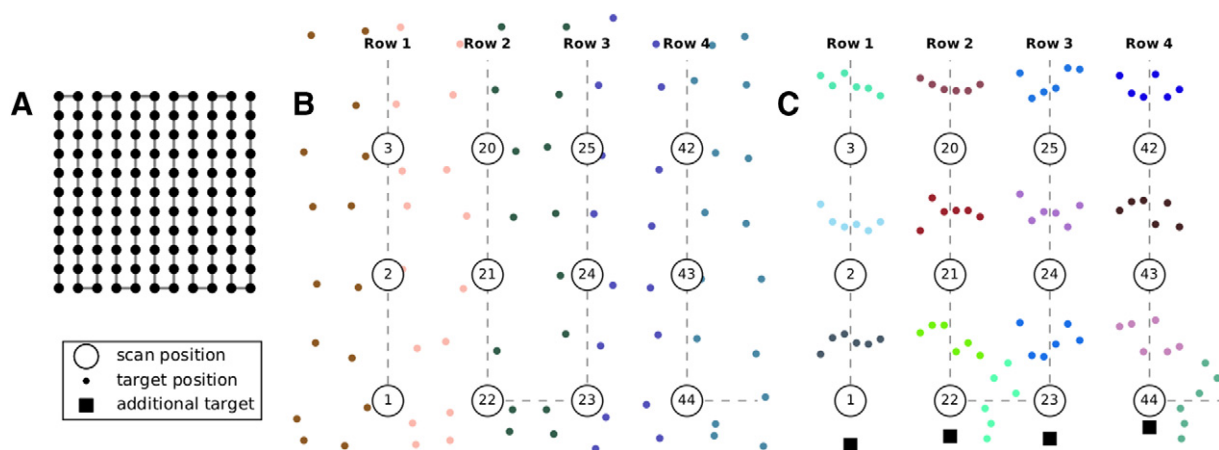 A
B
C
Row 1
Row 2
Row 3
Row 4
3
20
25
42
2
21
24
43
1
22
23
44
Row 1
Row 2
Row 3
Row 4
3
20
25
42
2
21
24
43
1
22
23
44
scan position
target position
additional target